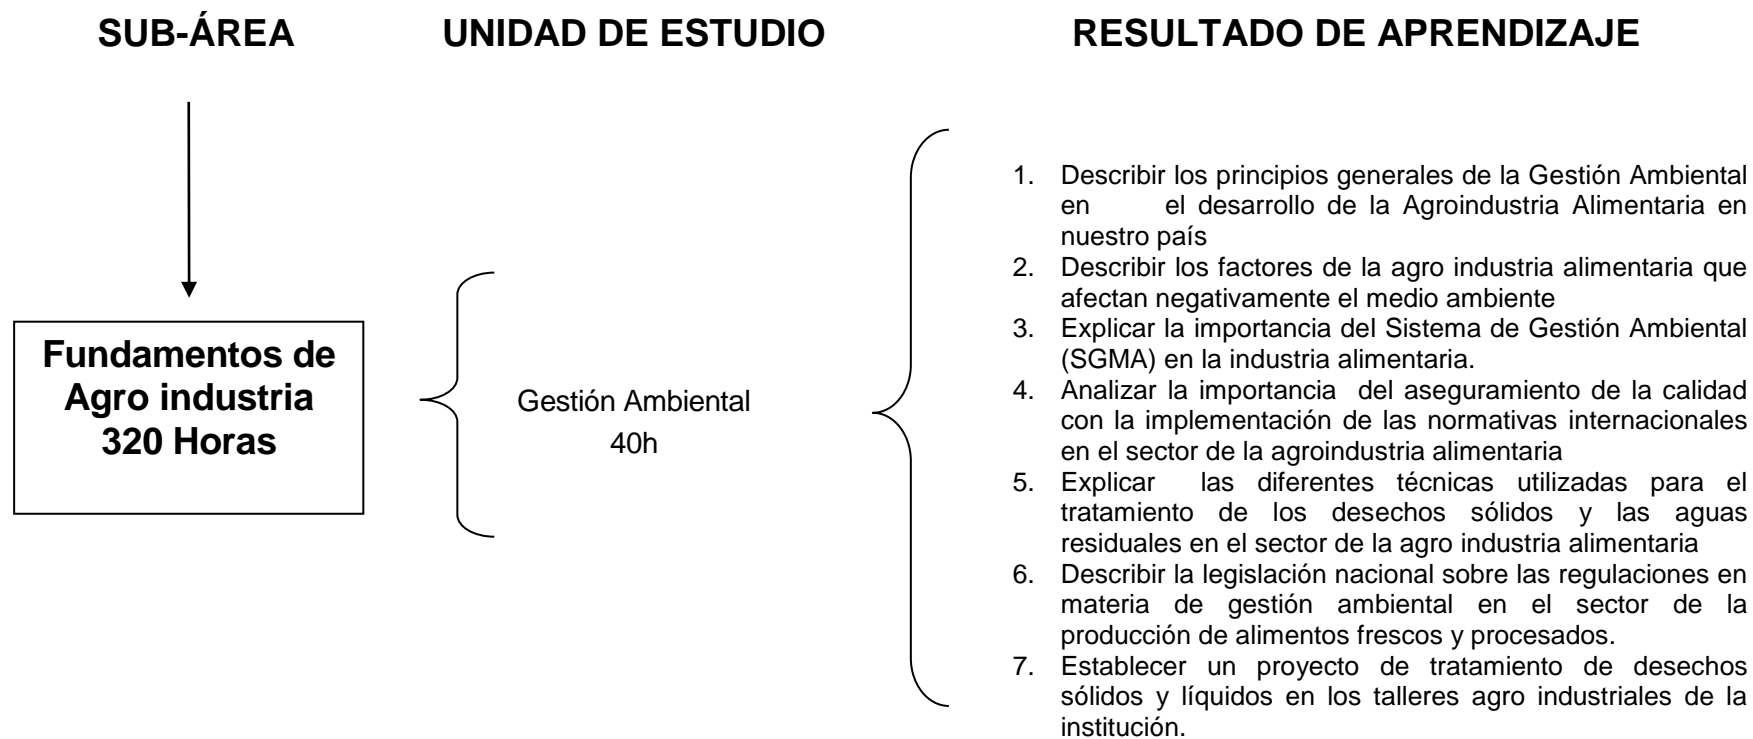 SUB-ÁREA UNIDAD DE ESTUDIO RESULTADO DE APRENDIZAJE
Fundamentos de
Agro industria
320 Horas
Gestión Ambiental
40h
1. Describir los principios generales de la Gestión Ambiental
en el desarrollo de la Agroindustria Alimentaria en
nuestro país
2. Describir los factores de la agro industria alimentaria que
afectan negativamente el medio ambiente
3. Explicar la importancia del Sistema de Gestión Ambiental
(SGMA) en la industria alimentaria.
4. Analizar la importancia del aseguramiento de la calidad
con la implementación de las normativas internacionales
en el sector de la agroindustria alimentaria
5. Explicar las diferentes técnicas utilizadas para el
tratamiento de los desechos sólidos y las aguas
residuales en el sector de la agro industria alimentaria
6. Describir la legislación nacional sobre las regulaciones en
materia de gestión ambiental en el sector de la
producción de alimentos frescos y procesados.
7. Establecer un proyecto de tratamiento de desechos
sólidos y líquidos en los talleres agro industriales de la
institución.